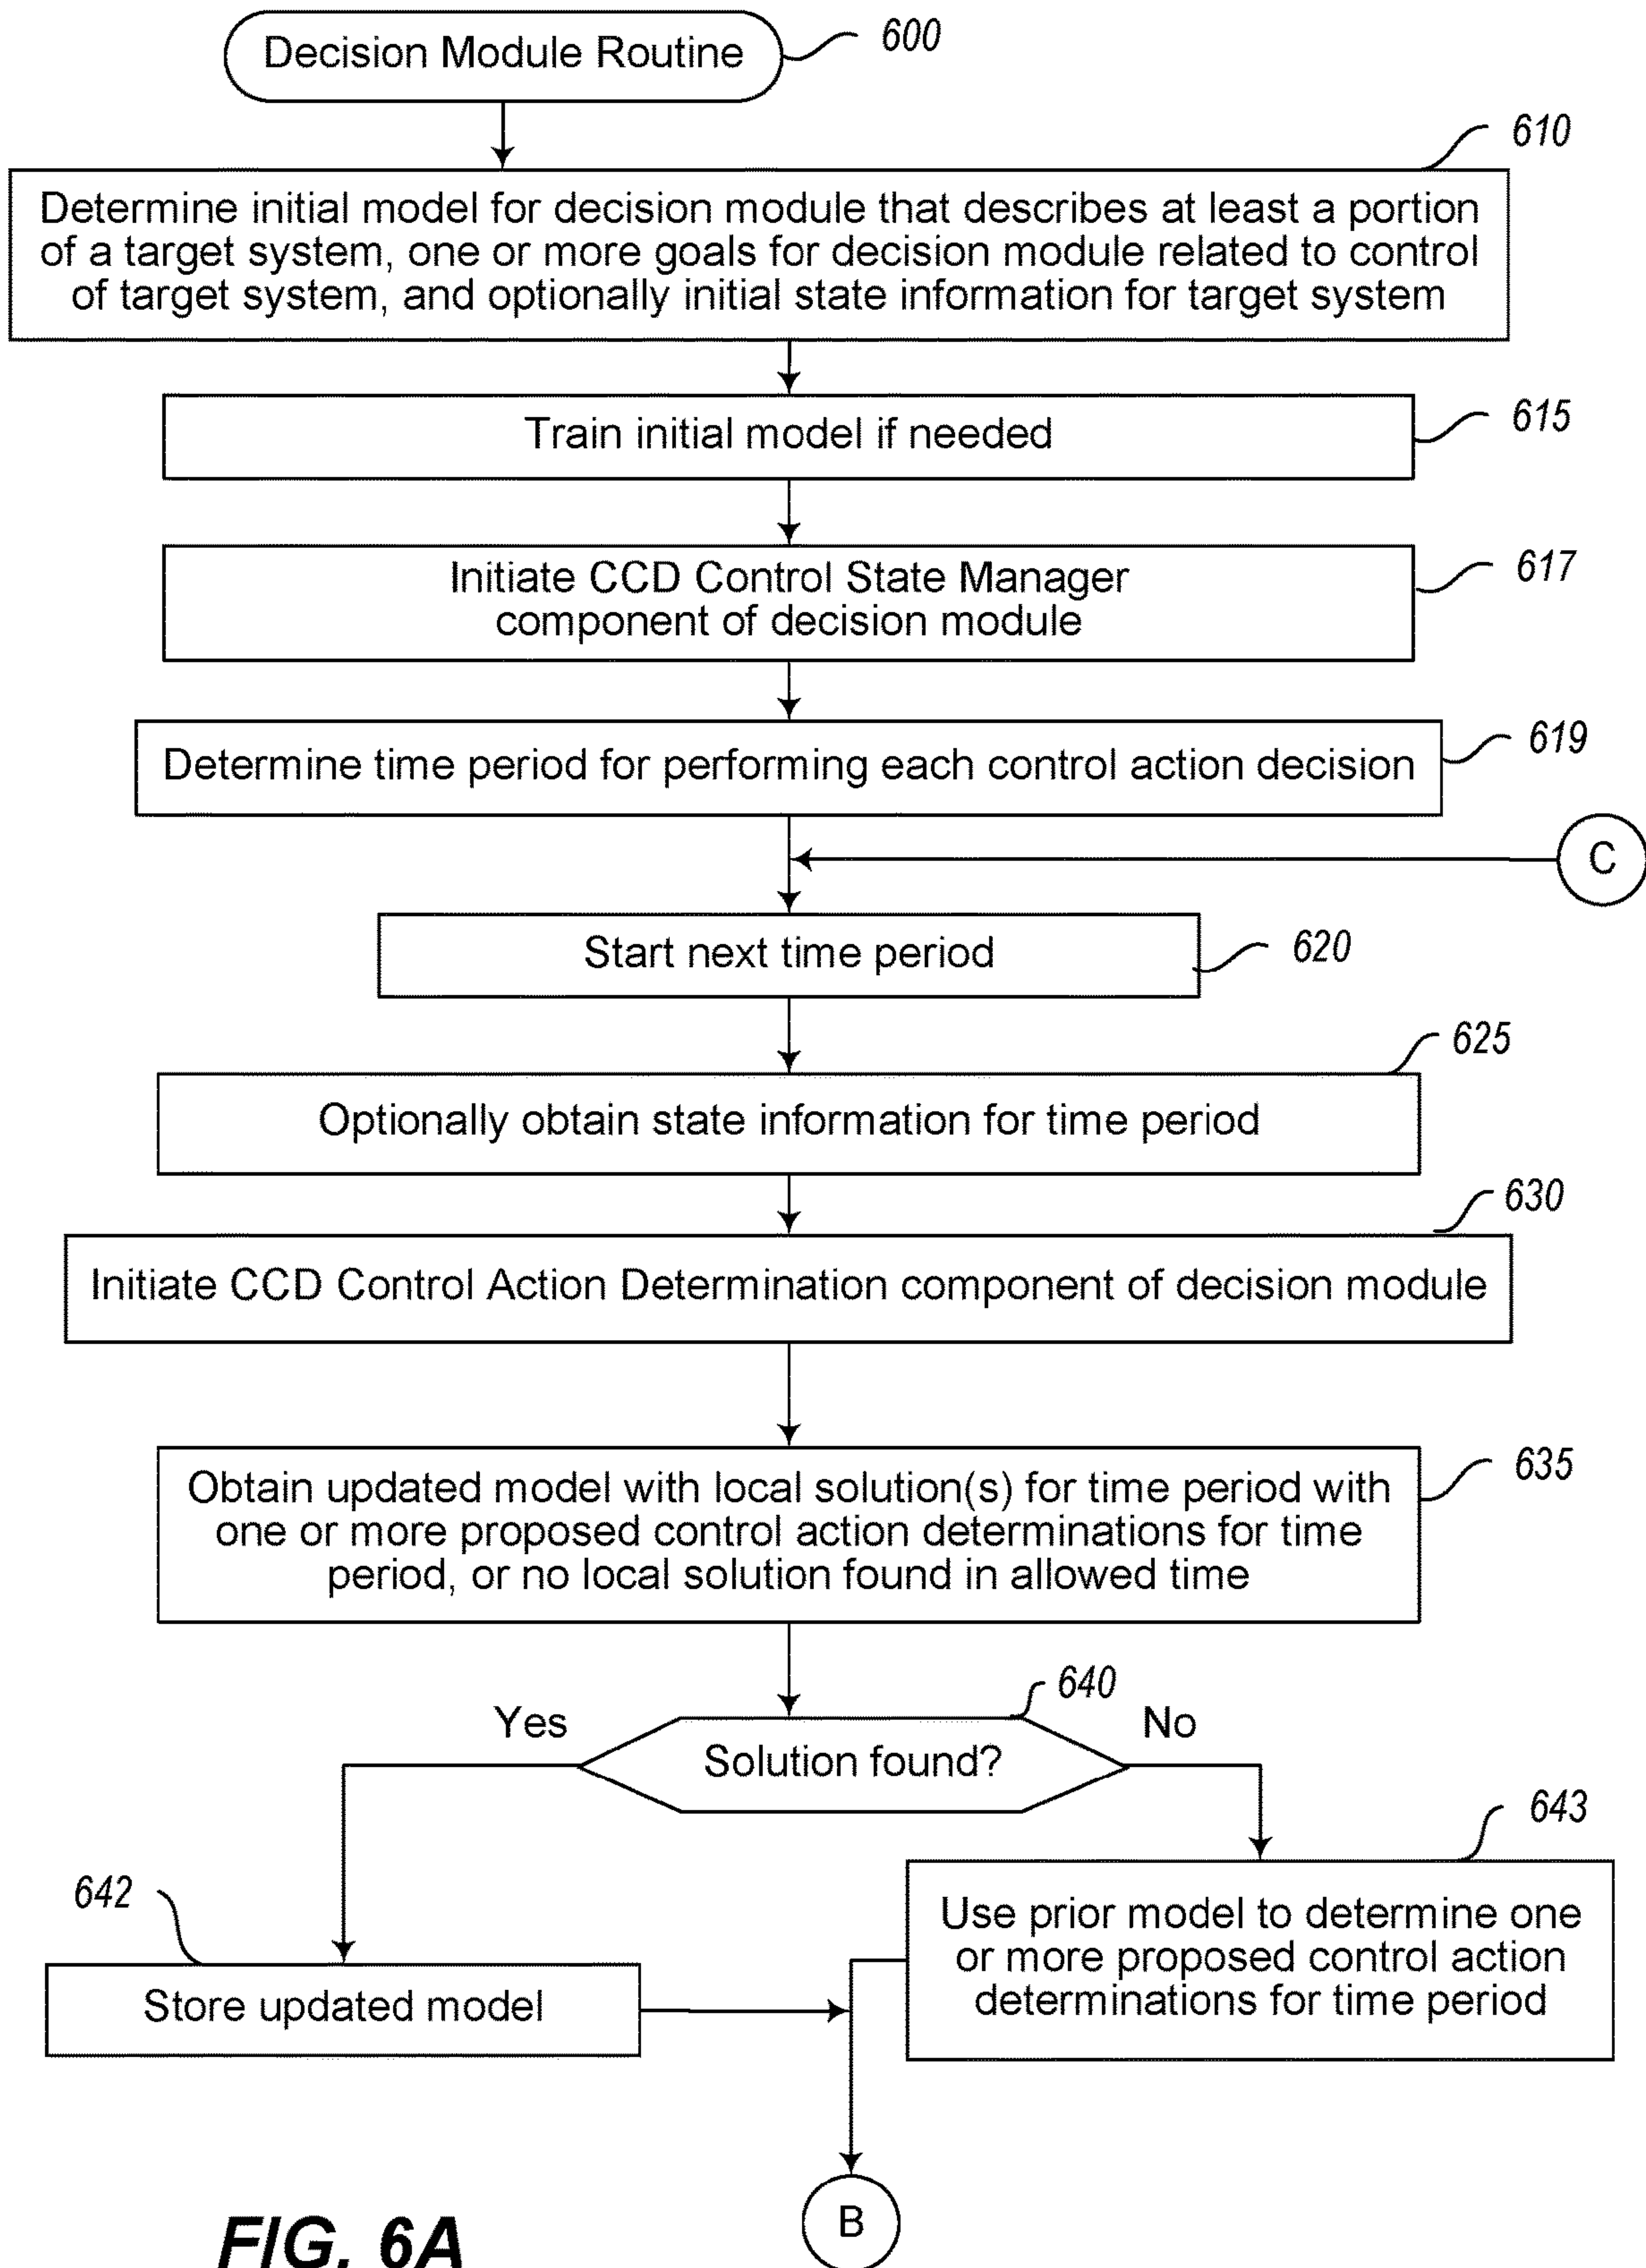 Decision Module Routine
600
610
Determine initial model for decision module that describes at least a portion
of a target system, one or more goals for decision module related to control
of target system, and optionally initial state information for target system
Train initial model if needed
615
Initiate CCD Control State Manager
component of decision module
617
Determine time period for performing each control action decision
619
C
Start next time period
620
625
Optionally obtain state information for time period
630
Initiate CCD Control Action Determination component of decision module
635
Obtain updated model with local solution(s) for time period with
one or more proposed control action determinations for time
period, or no local solution found in allowed time
640
Yes
No
Solution found?
643
642
Use prior model to determine one
or more proposed control action
determinations for time period
Store updated model
B
FIG. 6A